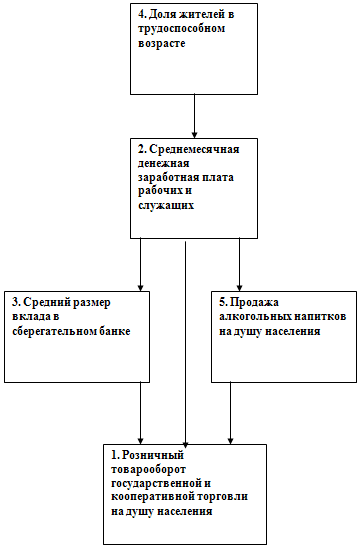 4. Доля жителей в
трудоспособном
возрасте
2. Среднемесячная
денежная
заработная плата
рабочих и
служащих
3. Средний размер
вклада в
сберегательном банке
5. Продажа
алкогольных напитков
на душу населения
1. Розничный
товарооборот
государственной и
кооперативной торговли
на душу населения